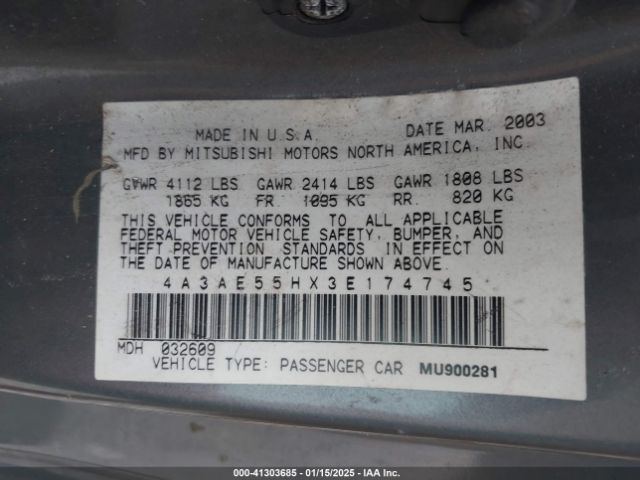 MADE IN U.S.A. DATE MAR. 2003
MFD BY MITSUBISHI MOTORS NORTH AMERICA, INC.
GVWR 4112 LBS GAWR 2414 LBS GAWR 1808 LBS
1865 KG FR. 1095 KG RR. 820 KG
THIS VEHICLE CONFORMS TO ALL APPLICABLE
FEDERAL MOTOR VEHICLE SAFETY, BUMPER, AND
THEFT PREVENTION STANDARDS IN EFFECT ON
THE DATE OF MANUFACTURE SHOWN ABOVE.
4A3AE55HX3E174745
MDH 032609
VEHICLE TYPE: PASSENGER CAR MU900281
000-41303685 - 01/15/2025 - IAA Inc.